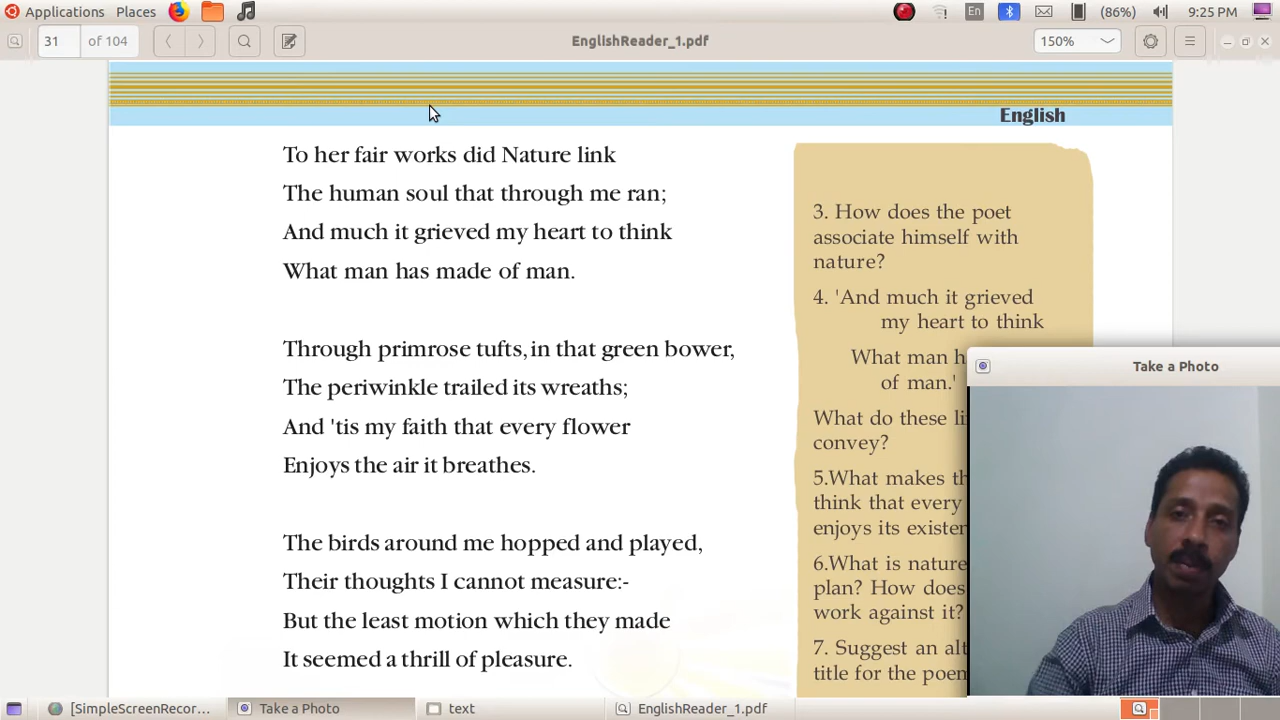 Applications Places En (86%) 9:25 PM
31 of 104 EnglishReader_1.pdf 150%
English
To her fair works did Nature link
The human soul that through me ran;
And much it grieved my heart to think
What man has made of man.
Through primrose tufts, in that green bower,
The periwinkle trailed its wreaths;
And 'tis my faith that every flower
Enjoys the air it breathes.
The birds around me hopped and played,
Their thoughts I cannot measure:-
But the least motion which they made
It seemed a thrill of pleasure.
3. How does the poet
associate himself with
nature?
4. 'And much it grieved
my heart to think
What man h
of man.'
What do these li
convey?
5.What makes th
think that every
enjoys its existen
6.What is nature
plan? How does
work against it?
7. Suggest an alt
title for the poem
Take a Photo
[SimpleScreenRecor... Take a Photo text EnglishReader_1.pdf